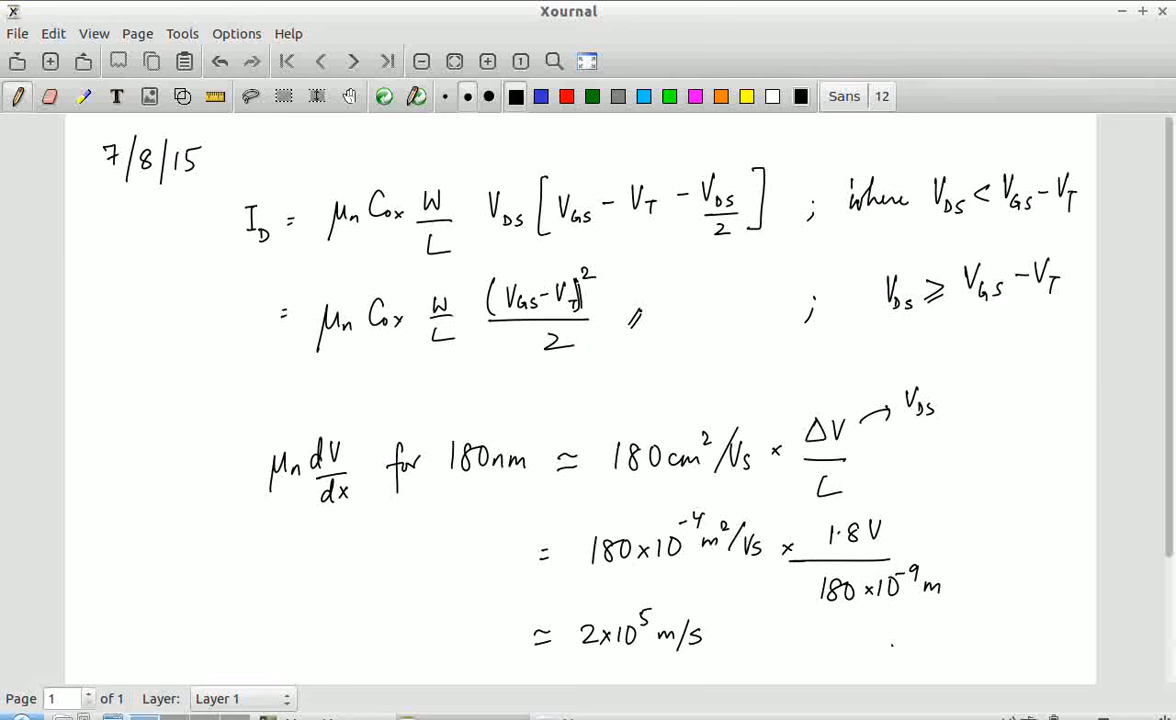 Xournal
File Edit View Page Tools Options Help
Sans 12
7/8/15
I_D = μn Cox W/L V_DS [V_GS - V_T - V_DS/2] ; where V_DS < V_GS - V_T
= μn Cox W/L (V_GS - V_T)^2/2 ; V_DS ⩾ V_GS - V_T
μn dV/dx for 180nm ≃ 180cm^2/Vs × ΔV/L → V_DS
= 180×10^-4 m^2/Vs × 1.8V/180×10^-9 m
≃ 2×10^5 m/s
Page 1 of 1 Layer: Layer 1